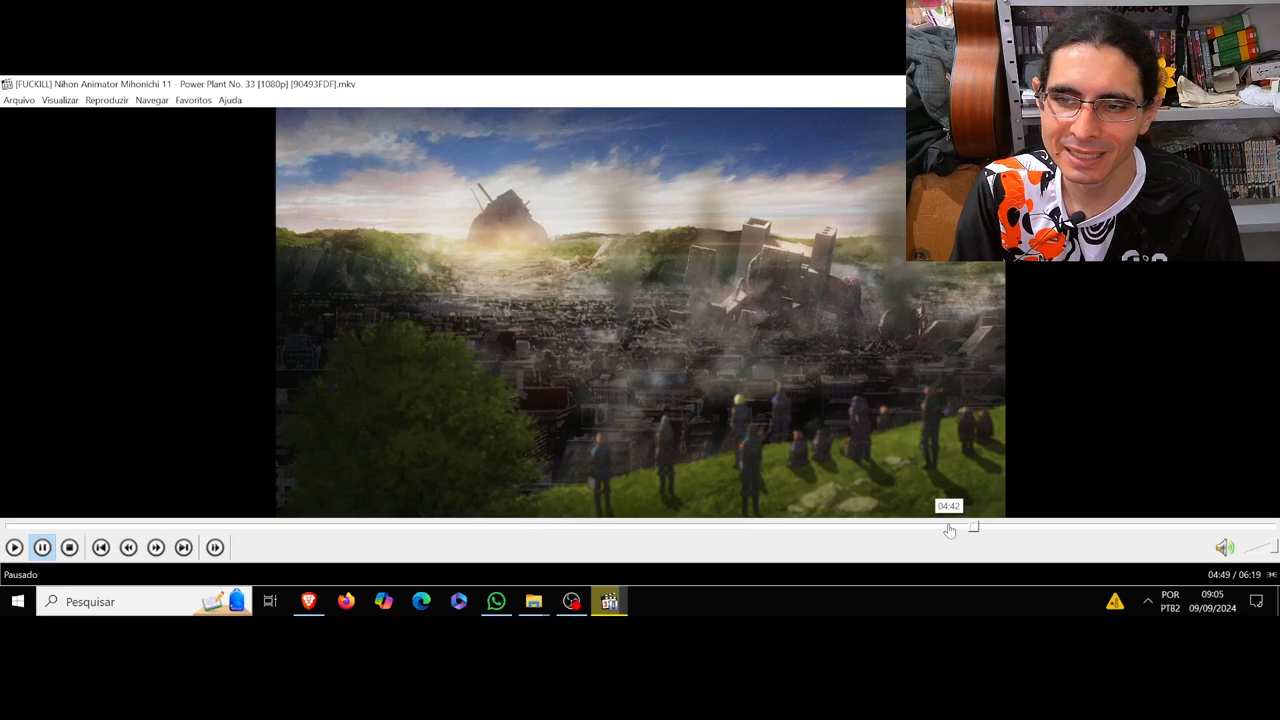 [FUCKILL] Nihon Animator Mihonichi 11 - Power Plant No. 33 [1080p] [90493FDF].mkv
Arquivo Visualizar Reproduzir Navegar Favoritos Ajuda
04:42
Pausado
04:49 / 06:19
Pesquisar
POR
PTB2
09:05
09/09/2024